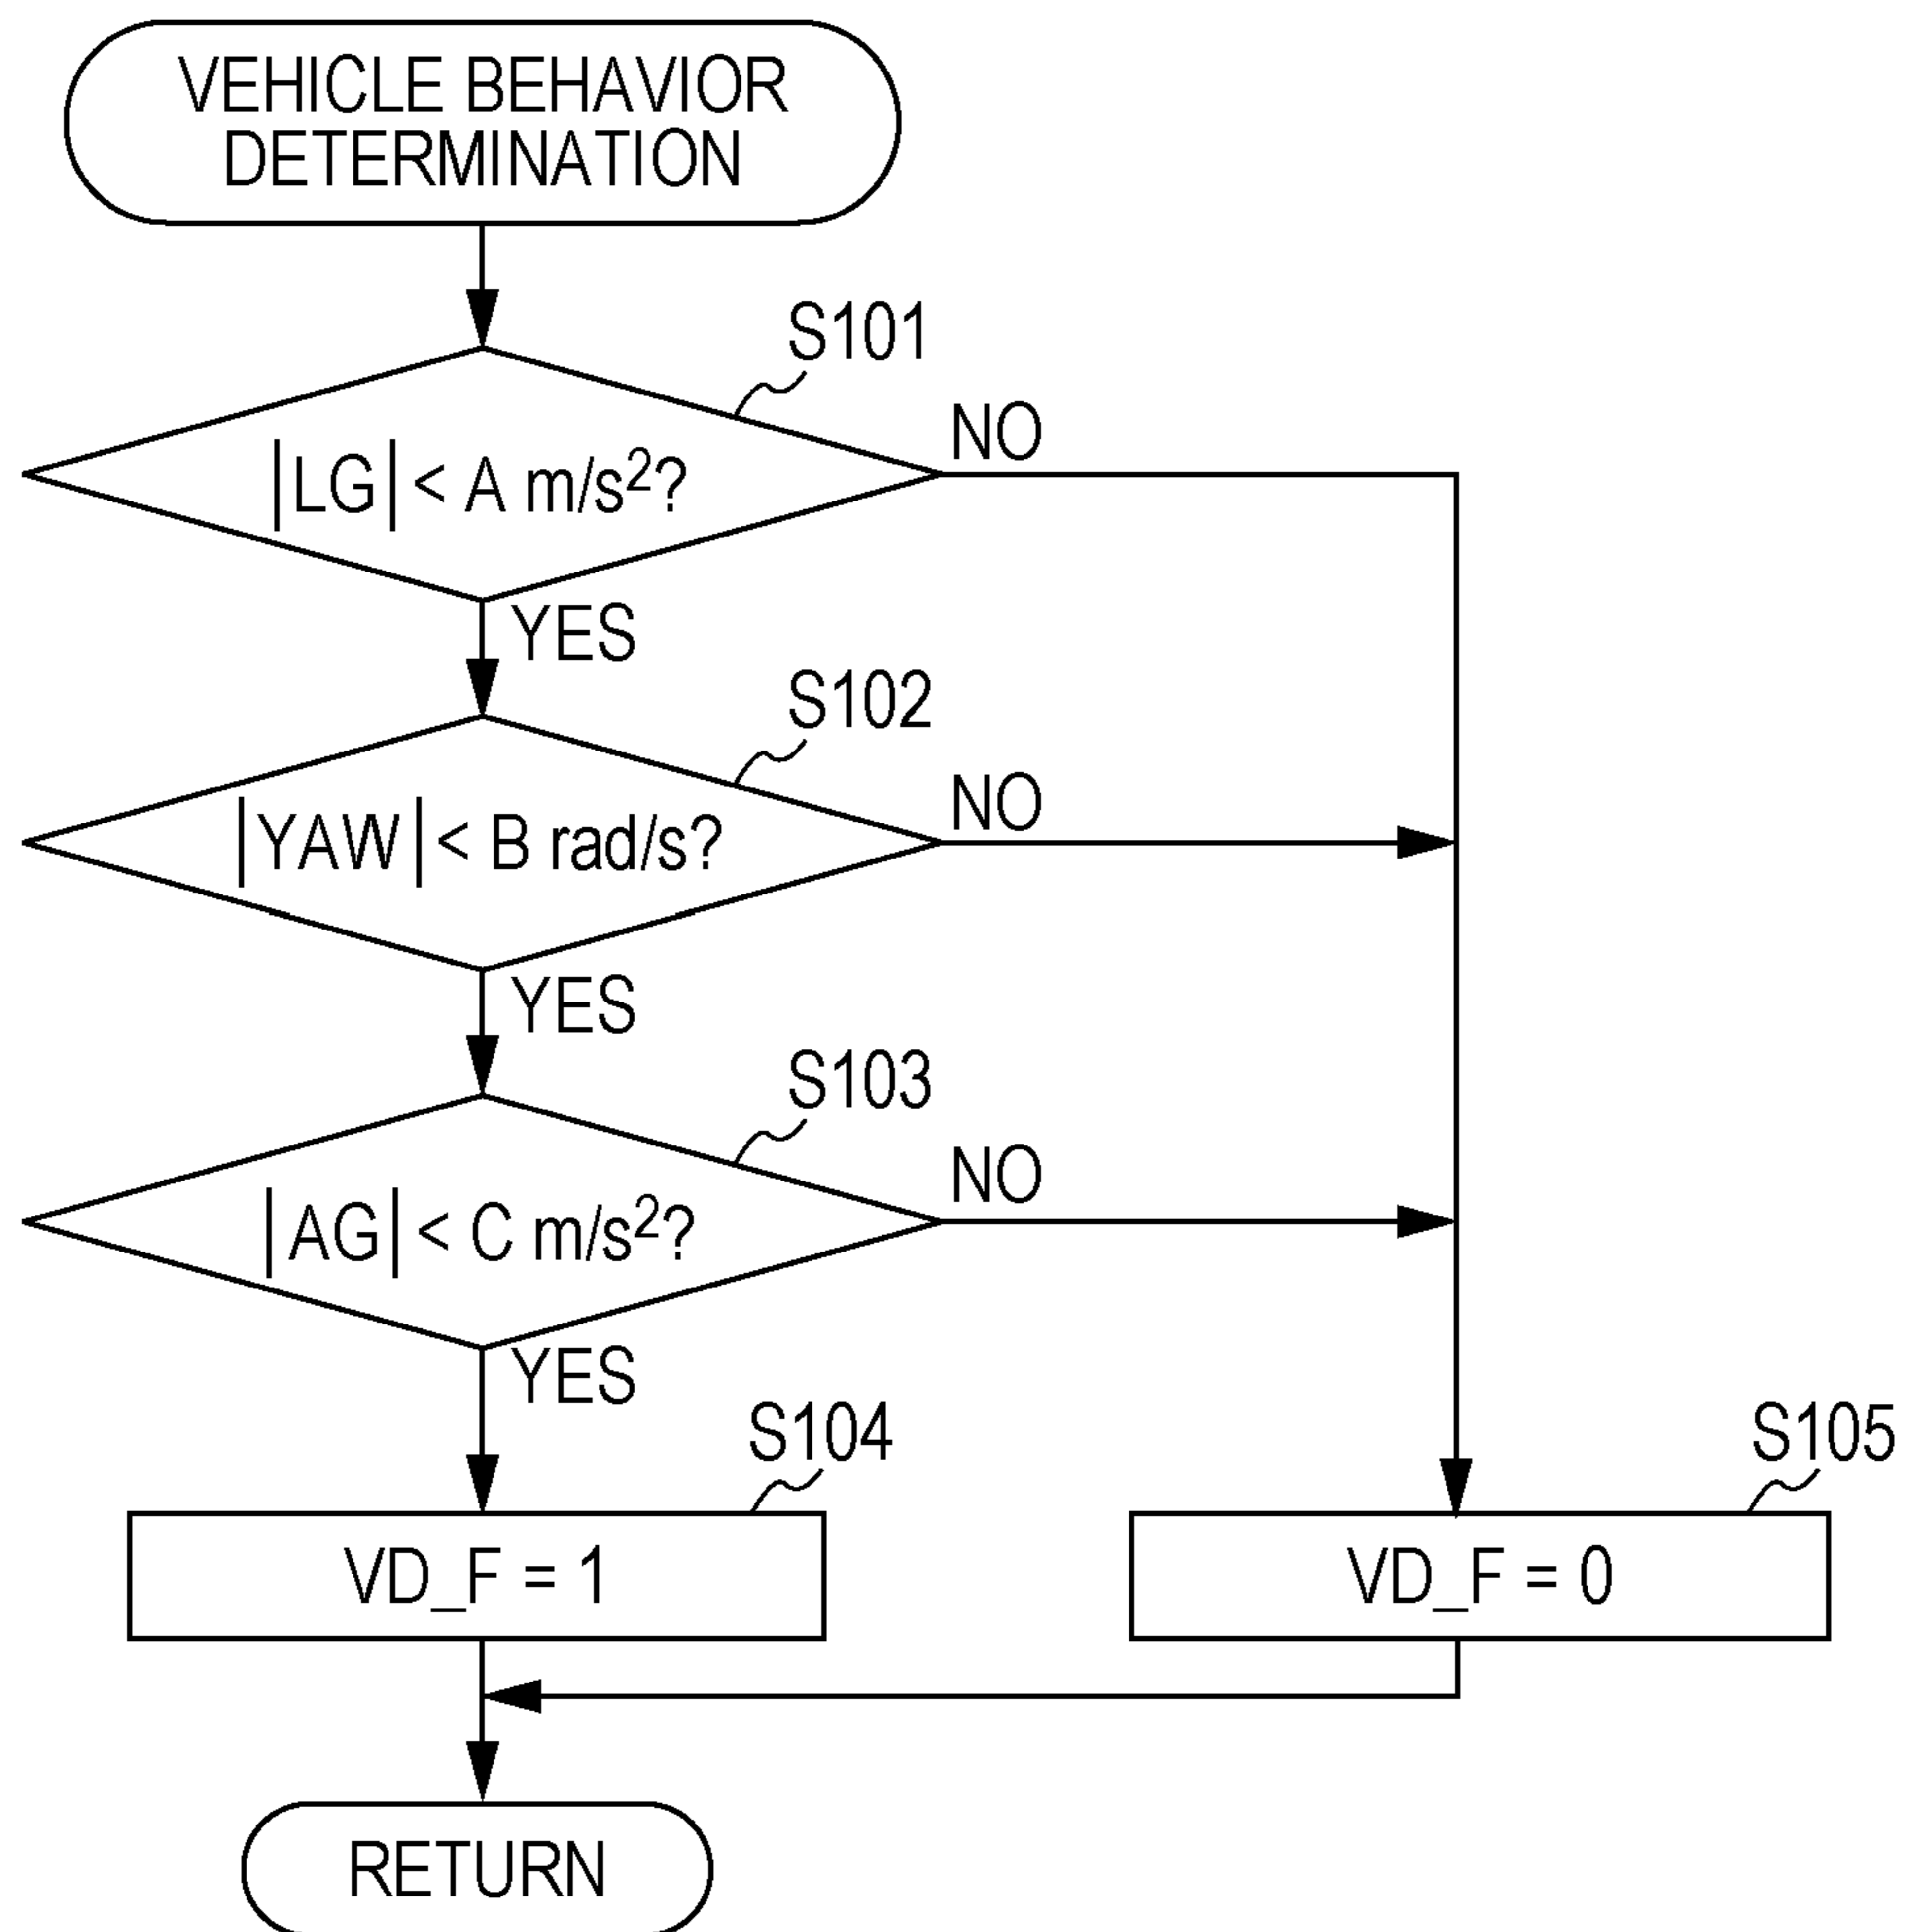 VEHICLE BEHAVIOR
DETERMINATION
S101
|LG| < A m/s²?
NO
YES
S102
|YAW| < B rad/s?
NO
YES
S103
|AG| < C m/s²?
NO
YES
S104
VD_F = 1
S105
VD_F = 0
RETURN